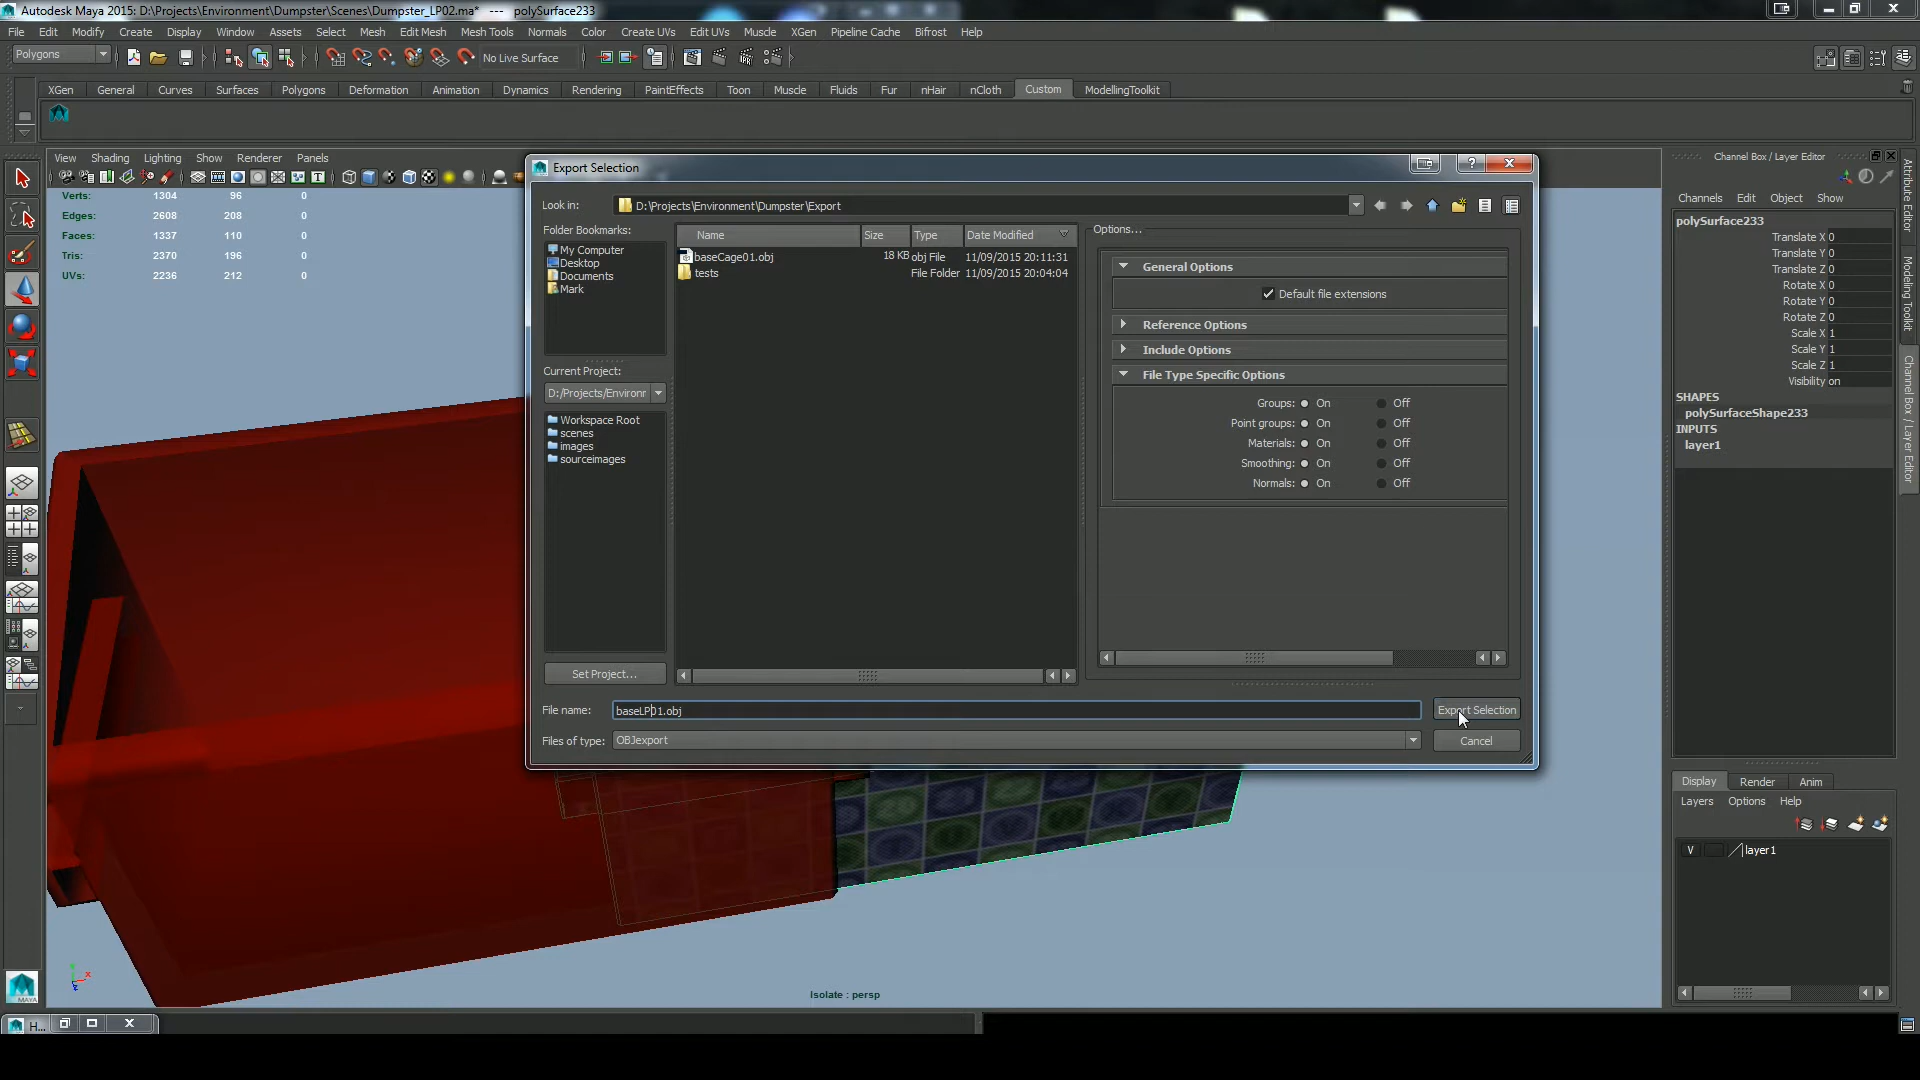 Autodesk Maya 2015: D:\Projects\Environment\Dumpster\Scenes\Dumpster_LP02.ma* --- polySurface233
File Edit Modify Create Display Window Assets Select Mesh Edit Mesh Mesh Tools Normals Color Create UVs Edit UVs Muscle XGen Pipeline Cache Bifrost Help
Polygons No Live Surface
XGen General Curves Surfaces Polygons Deformation Animation Dynamics Rendering PaintEffects Toon Muscle Fluids Fur nHair nCloth Custom ModellingToolkit
View Shading Lighting Show Renderer Panels
Verts: 1304 96 0
Edges: 2608 208 0
Faces: 1337 110 0
Tris: 2370 196 0
UVs: 2236 212 0
Export Selection
Look in: D:\Projects\Environment\Dumpster\Export
Folder Bookmarks:
My Computer
Desktop
Documents
Mark
Current Project:
D:/Projects/Environr
Workspace Root
scenes
images
sourceimages
Set Project...
Name Size Type Date Modified
baseCage01.obj 18 KB obj File 11/09/2015 20:11:31
tests File Folder 11/09/2015 20:04:04
Options...
General Options
Default file extensions
Reference Options
Include Options
File Type Specific Options
Groups: On Off
Point groups: On Off
Materials: On Off
Smoothing: On Off
Normals: On Off
File name: baseLP01.obj Export Selection
Files of type: OBJexport Cancel
Isolate : persp
Channel Box / Layer Editor
Channels Edit Object Show
polySurface233
Translate X 0
Translate Y 0
Translate Z 0
Rotate X 0
Rotate Y 0
Rotate Z 0
Scale X 1
Scale Y 1
Scale Z 1
Visibility on
SHAPES
polySurfaceShape233
INPUTS
layer1
Display Render Anim
Layers Options Help
V layer1
Attribute Editor
Modeling Toolkit
Channel Box / Layer Editor
MAYA
H...